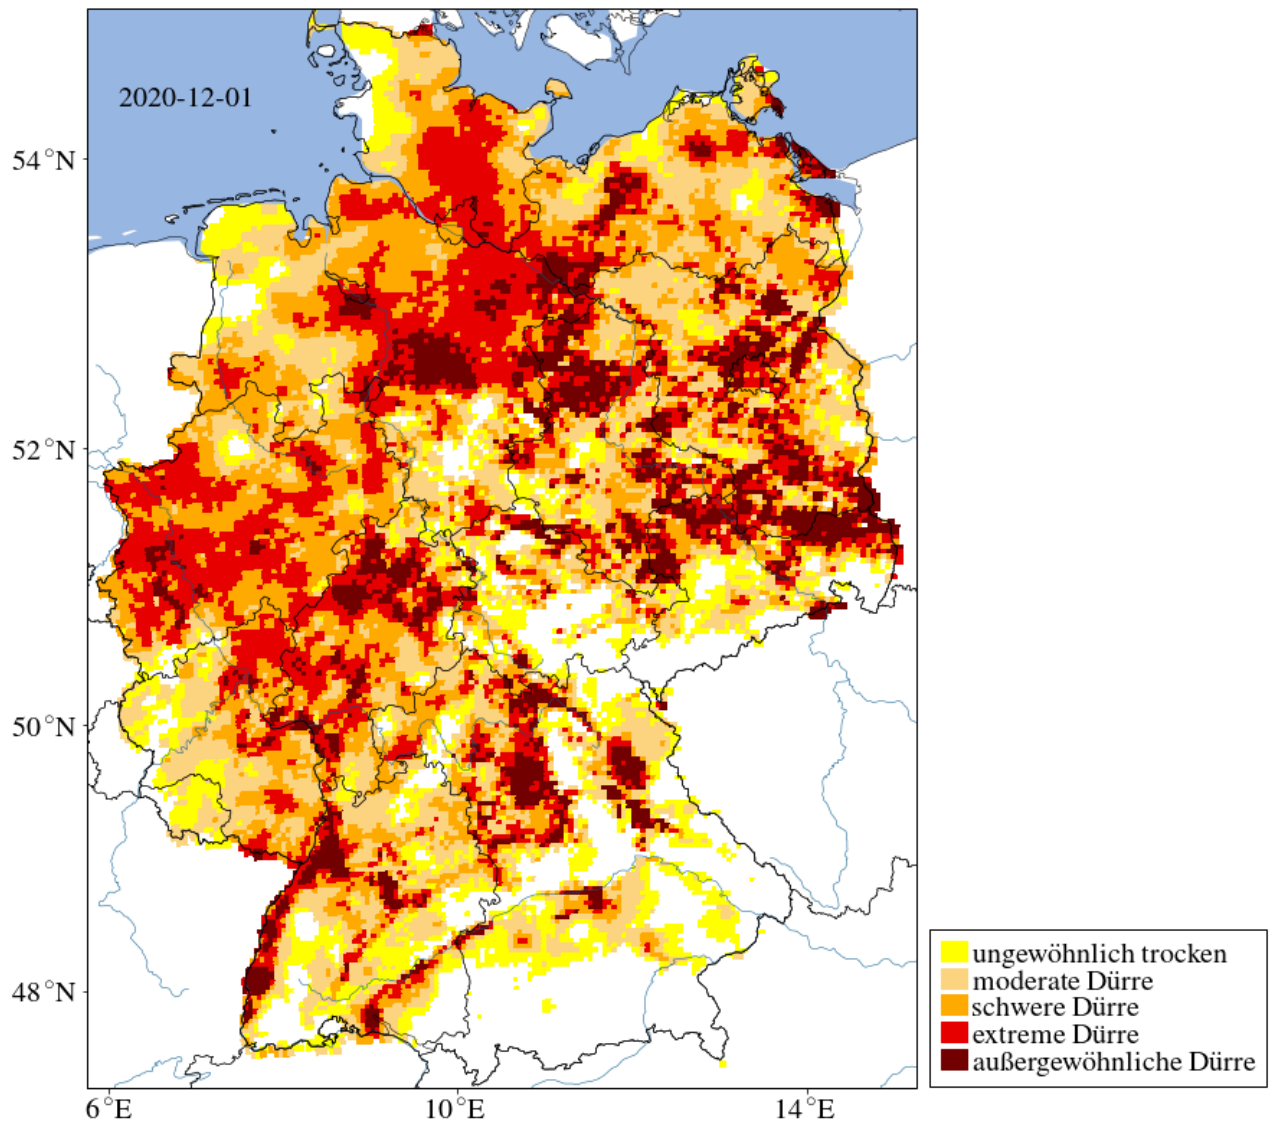 2020-12-01
54°N
52°N
50°N
48°N
6°E
10°E
14°E
ungewöhnlich trocken
moderate Dürre
schwere Dürre
extreme Dürre
außergewöhnliche Dürre